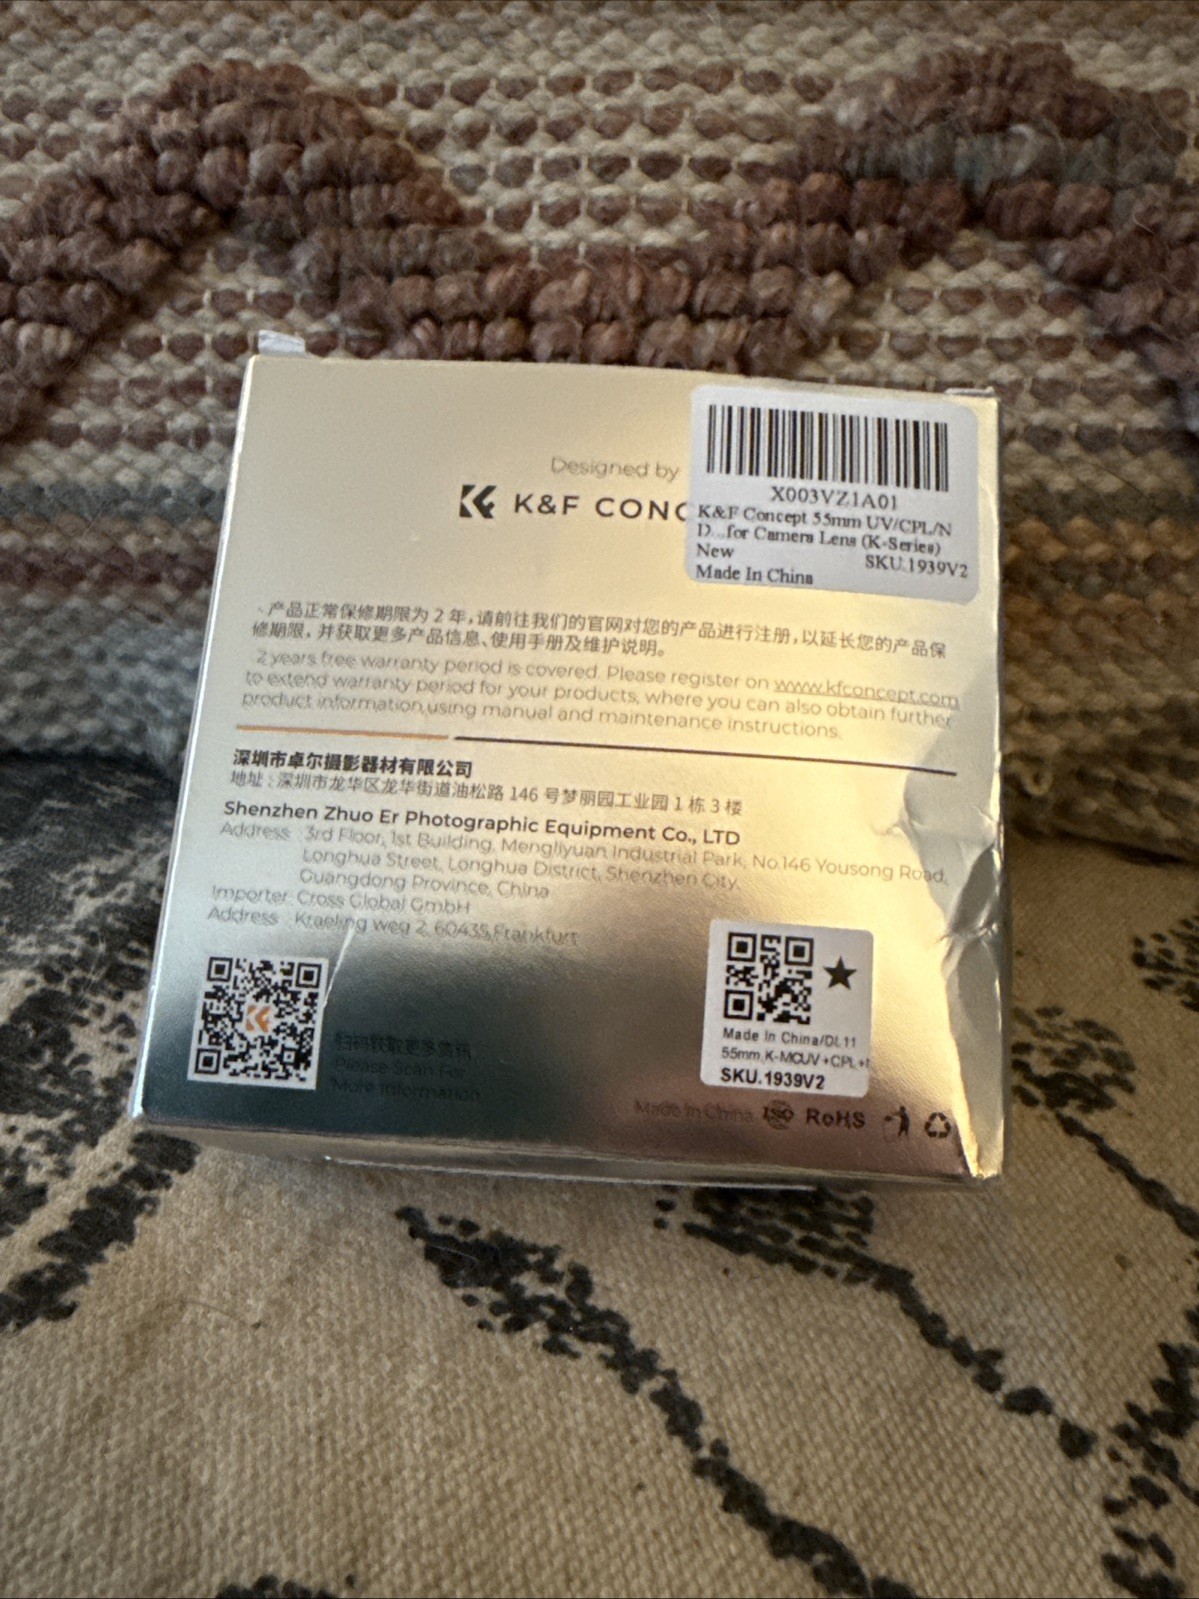 Designed by
K&F CONC
X003VZ1A01
K&F Concept 55mm UV/CPL/N
D...for Camera Lens (K-Series)
New
SKU.1939V2
Made In China
、产品正常保修期限为 2 年，请前往我们的官网对您的产品进行注册，以延长您的产品保
修期限，并获取更多产品信息、使用手册及维护说明。
2 years free warranty period is covered. Please register on www.kfconcept.com
to extend warranty period for your products, where you can also obtain further
product information,using manual and maintenance instructions.
深圳市卓尔摄影器材有限公司
地址：深圳市龙华区龙华街道油松路 146 号梦丽园工业园 1 栋 3 楼
Shenzhen Zhuo Er Photographic Equipment Co., LTD
Address : 3rd Floor, 1st Building, Mengliyuan Industrial Park, No.146 Yousong Road,
Longhua Street, Longhua District, Shenzhen City,
Guangdong Province, China
Importer: Cross Global GmbH
Address : Kraeling weg 2, 60435,Frankfurt
扫码获取更多资讯
Please Scan For
More Information
Made In China/DL11
55mm,K-MCUV+CPL+
SKU.1939V2
Made In China ISO RoHS